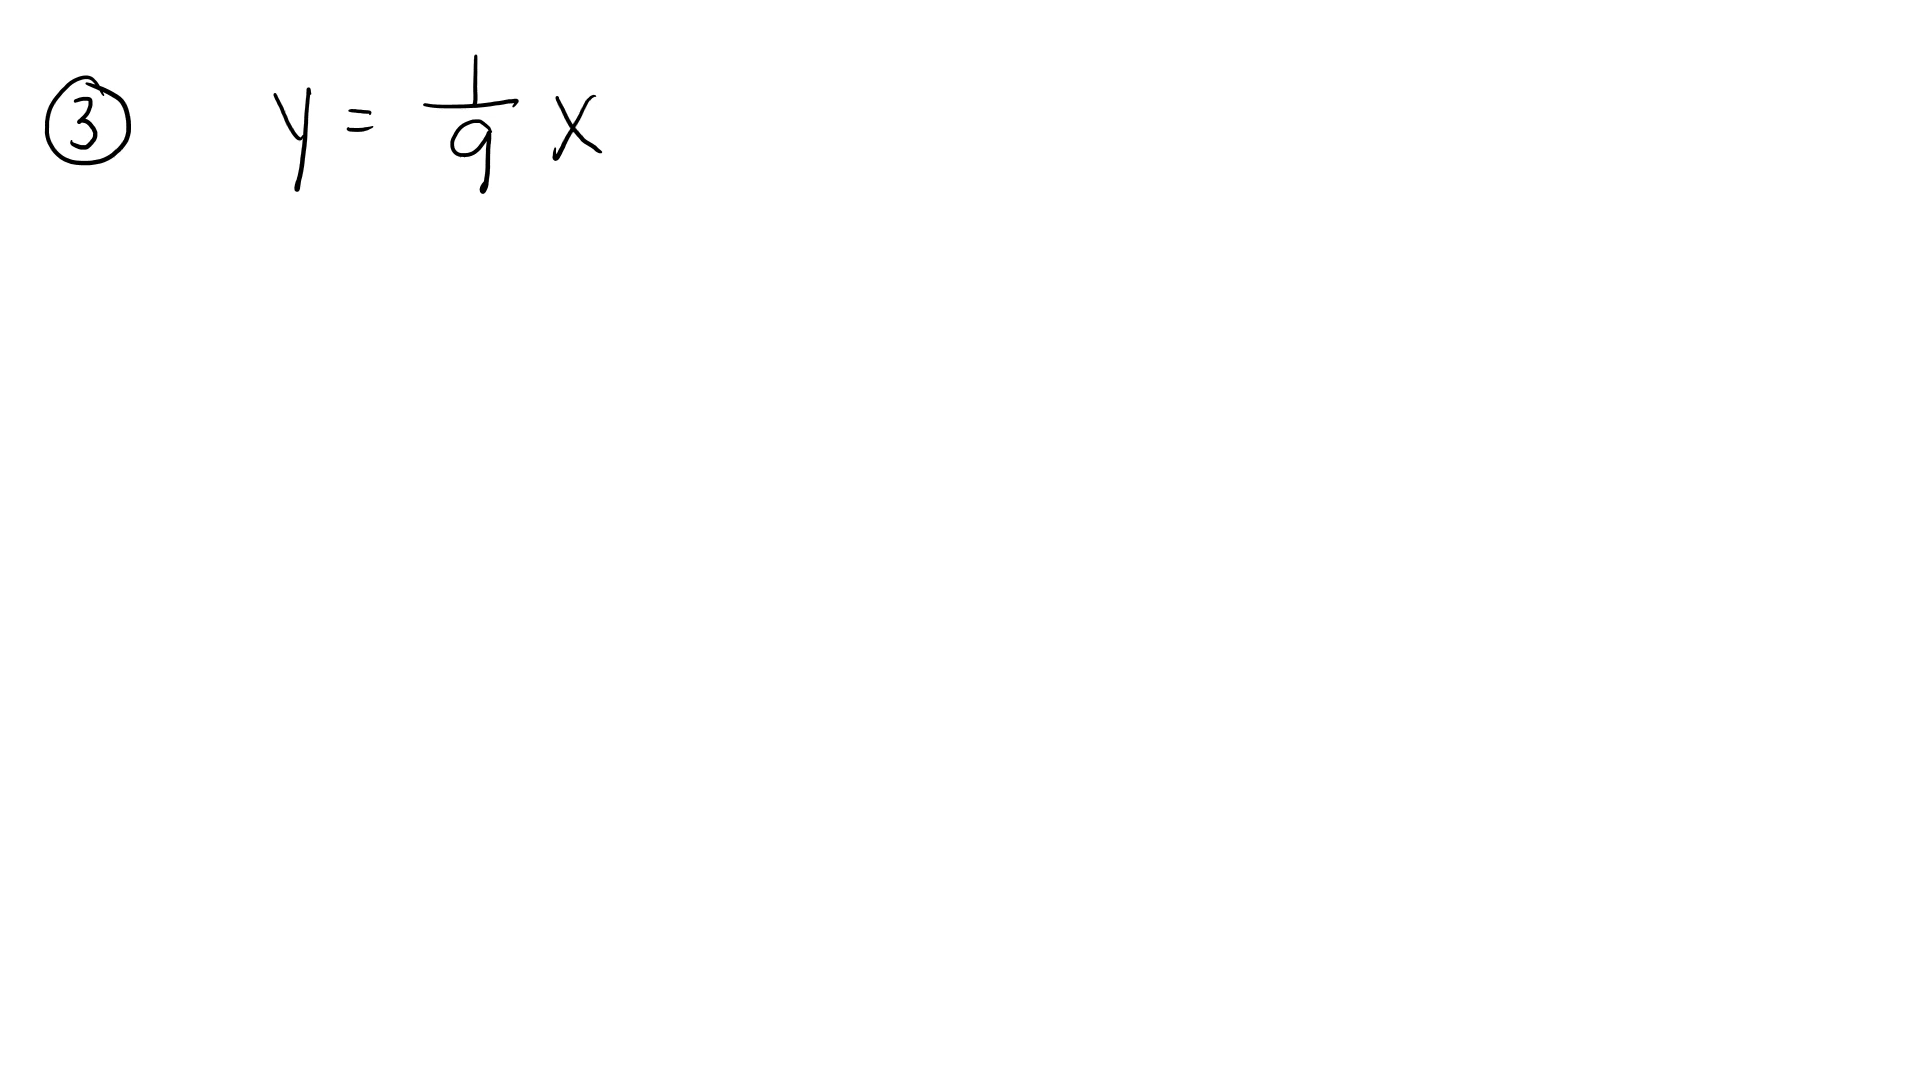 ③ y = 1/9 x